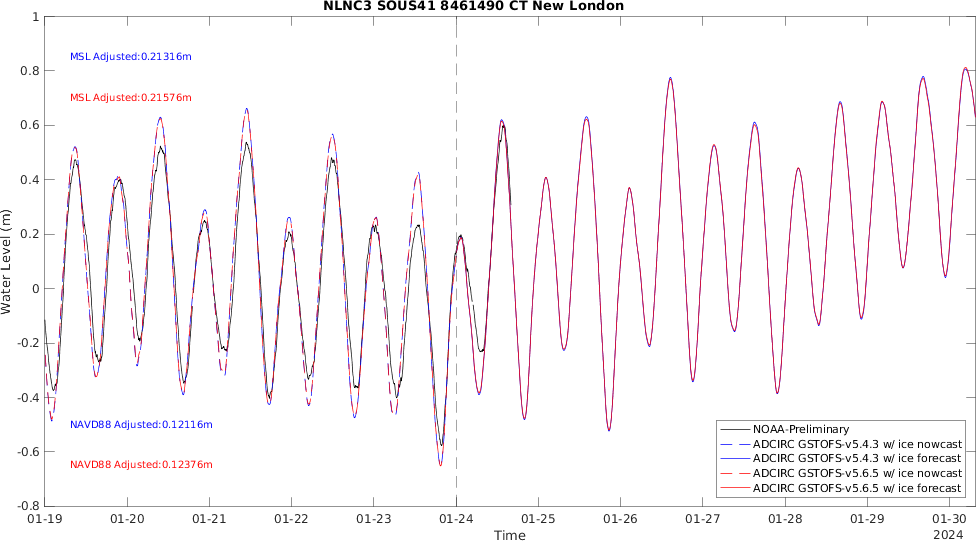 NLNC3 SOUS41 8461490 CT New London
1
0.8
0.6
0.4
0.2
0
-0.2
-0.4
-0.6
-0.8
Water Level (m)
MSL Adjusted:0.21316m
MSL Adjusted:0.21576m
NAVD88 Adjusted:0.12116m
NAVD88 Adjusted:0.12376m
NOAA-Preliminary
ADCIRC GSTOFS-v5.4.3 w/ ice nowcast
ADCIRC GSTOFS-v5.4.3 w/ ice forecast
ADCIRC GSTOFS-v5.6.5 w/ ice nowcast
ADCIRC GSTOFS-v5.6.5 w/ ice forecast
01-19 01-20 01-21 01-22 01-23 01-24 01-25 01-26 01-27 01-28 01-29 01-30
Time
2024